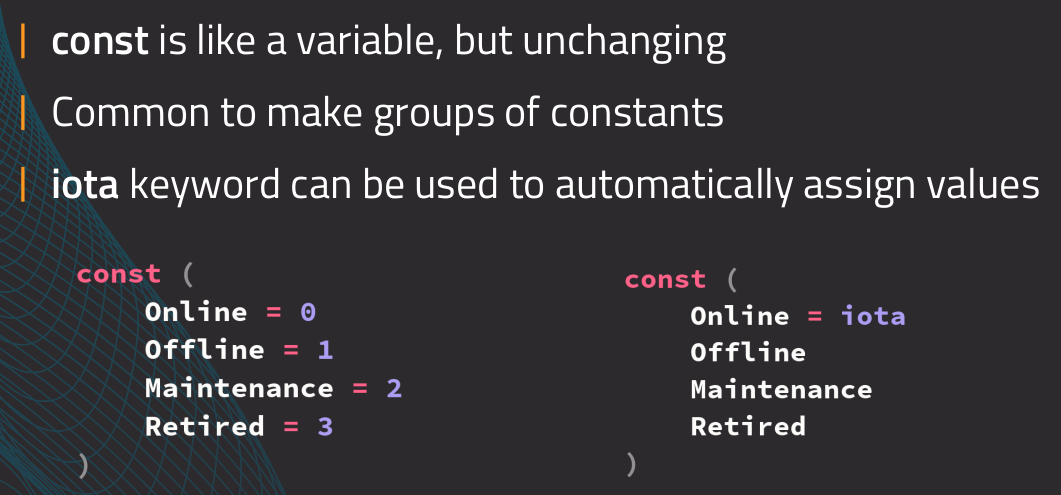 const is like a variable, but unchanging
Common to make groups of constants
iota keyword can be used to automatically assign values
const (
Online = 0
Offline = 1
Maintenance = 2
Retired = 3
)
const (
Online = iota
Offline
Maintenance
Retired
)